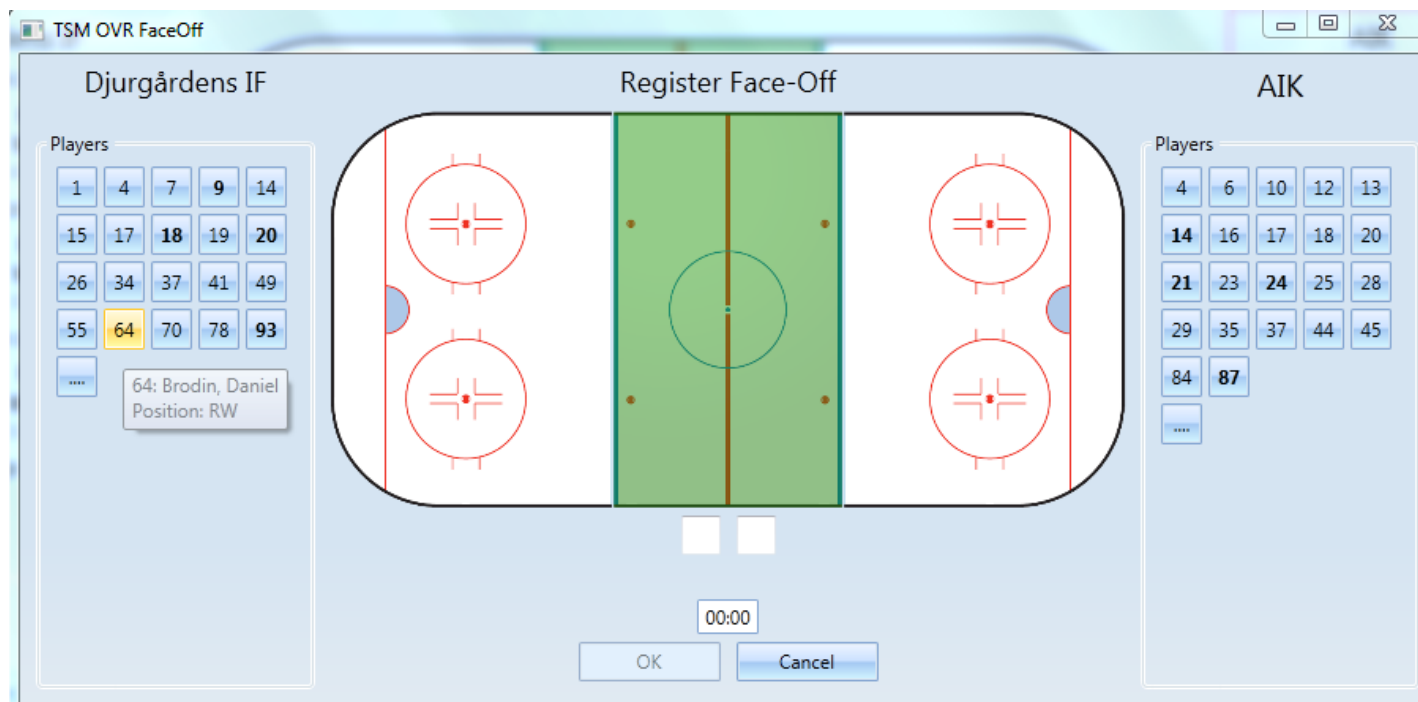 TSM OVR FaceOff
Djurgårdens IF
Register Face-Off
AIK
Players
1 4 7 9 14
15 17 18 19 20
26 34 37 41 49
55 64 70 78 93
....
64: Brodin, Daniel
Position: RW
Players
4 6 10 12 13
14 16 17 18 20
21 23 24 25 28
29 35 37 44 45
84 87
....
00:00
OK Cancel